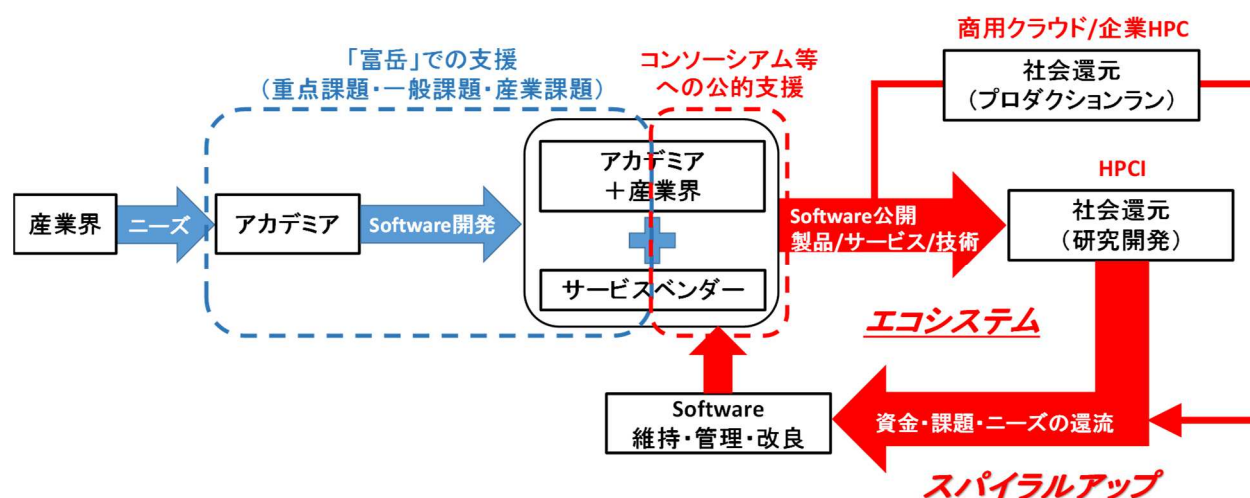 「富岳」での支援
（重点課題・一般課題・産業課題）
コンソーシアム等
への公的支援
商用クラウド/企業HPC
社会還元
（プロダクションラン）
産業界
ニーズ
アカデミア
Software開発
アカデミア
＋産業界
サービスベンダー
Software公開
製品/サービス/技術
HPCI
社会還元
（研究開発）
エコシステム
Software
維持・管理・改良
資金・課題・ニーズの還流
スパイラルアップ